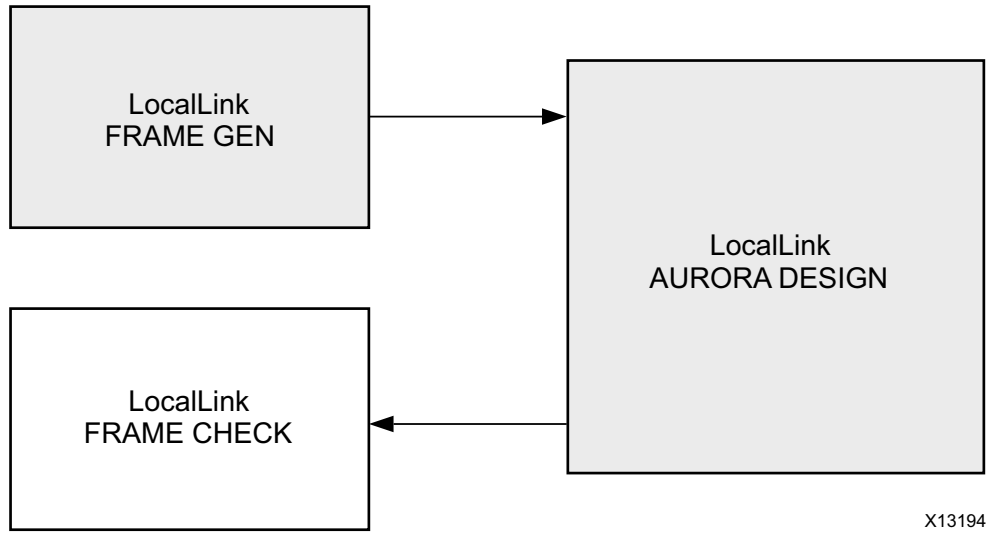 LocalLink
FRAME GEN
LocalLink
AURORA DESIGN
LocalLink
FRAME CHECK
X13194